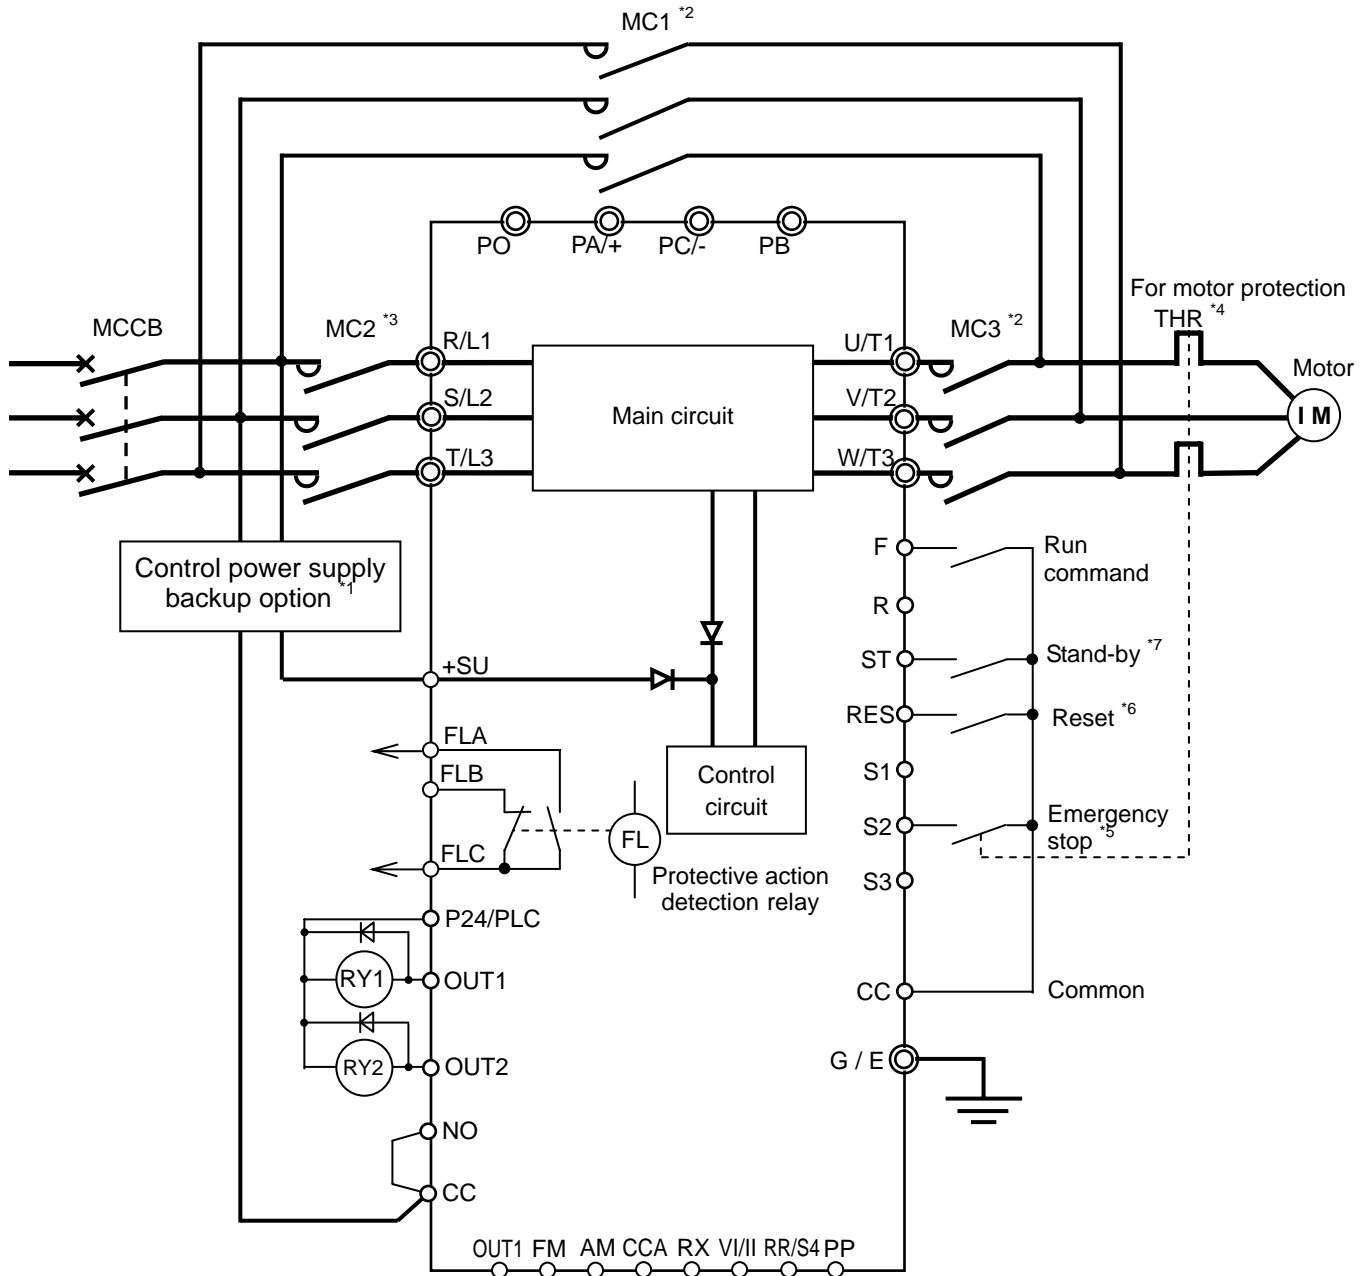 MC1 *2
PO
PA/+
PC/-
PB
For motor protection
THR *4
MCCB
MC2 *3
R/L1
U/T1
MC3 *2
Motor
S/L2
Main circuit
V/T2
I M
T/L3
W/T3
Control power supply
backup option *1
F
Run
command
R
+SU
ST
Stand-by *7
RES
Reset *6
FLA
FLB
Control
circuit
S1
FL
S2
Emergency
stop *5
FLC
Protective action
detection relay
S3
P24/PLC
RY1
OUT1
CC
Common
RY2
OUT2
G / E
NO
CC
OUT1 FM AM CCA RX VI/II RR/S4 PP